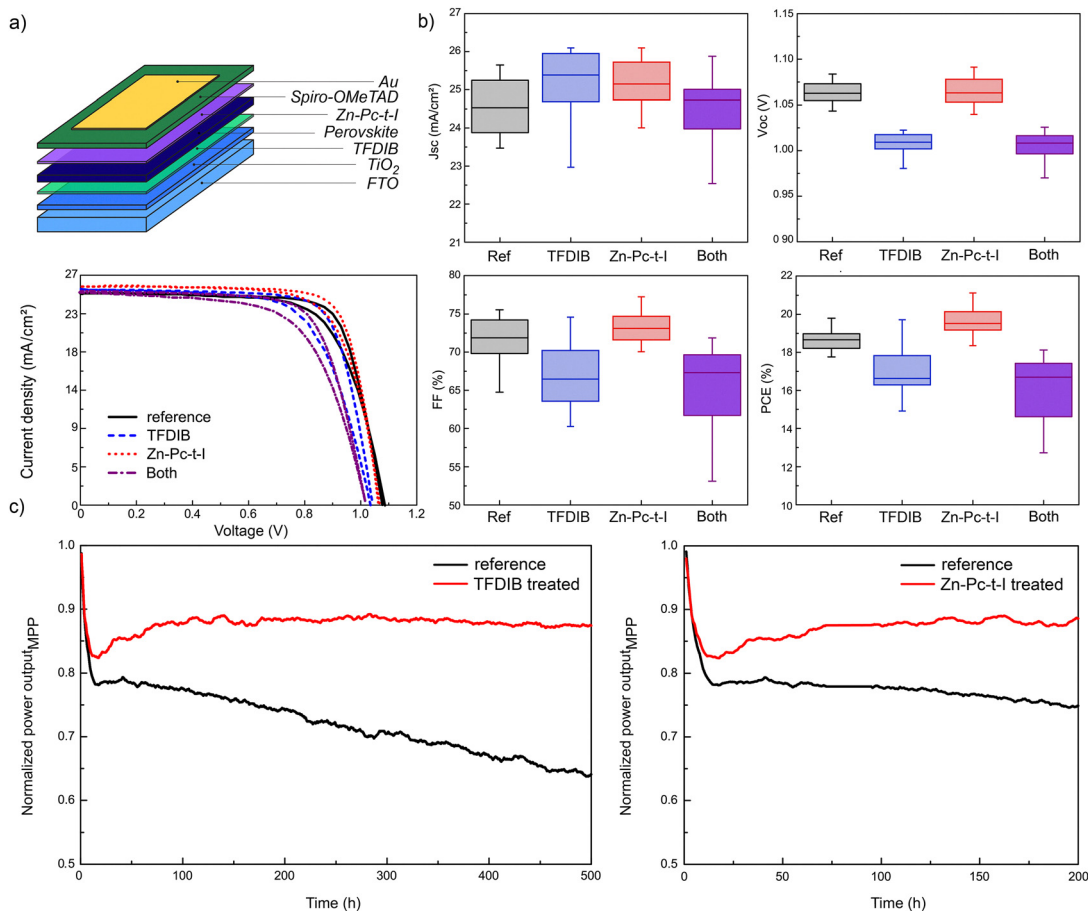 a)
Au
Spiro-OMeTAD
Zn-Pc-t-I
Perovskite
TFDIB
TiO₂
FTO
27
23
18
14
9
5
0
0
0.2
0.4
0.6
0.8
1.0
1.2
Current density (mA/cm²)
Voltage (V)
reference
TFDIB
Zn-Pc-t-I
Both
b)
27
26
25
24
23
22
21
Jsc (mA/cm²)
Ref
TFDIB
Zn-Pc-t-I
Both
1.15
1.10
1.05
1.00
0 95
0 90
Voc (V)
Ref
TFDIB
Zn-Pc-t-I
Both
80
75
70
65
60
55
50
FF (%)
Ref
TFDIB
Zn-Pc-t-I
Both
22
20
18
16
14
12
10
PCE (%)
Ref
TFDIB
Zn-Pc-t-I
Both
c)
1.0
0.9
0.8
0.7
0.6
0.5
Normalized power output MPP
reference
TFDIB treated
0
100
200
300
400
500
Time (h)
1.0
0.9
0.8
0.7
0.6
0.5
Normalized power output MPP
reference
Zn-Pc-t-I treated
0
50
100
150
200
Time (h)